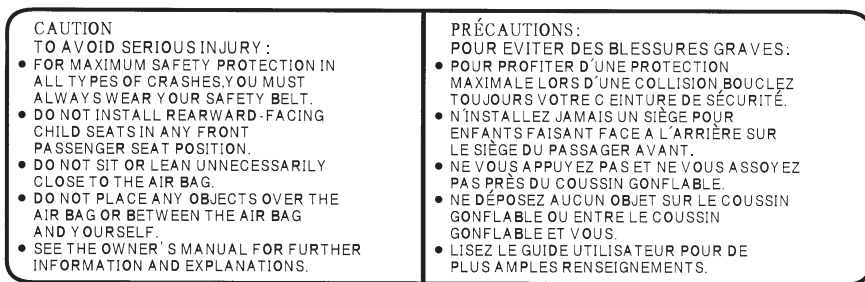 CAUTION
TO AVOID SERIOUS INJURY:
• FOR MAXIMUM SAFETY PROTECTION IN
ALL TYPES OF CRASHES, YOU MUST
ALWAYS WEAR YOUR SAFETY BELT.
• DO NOT INSTALL REARWARD-FACING
CHILD SEATS IN ANY FRONT
PASSENGER SEAT POSITION.
• DO NOT SIT OR LEAN UNNECESSARILY
CLOSE TO THE AIR BAG.
• DO NOT PLACE ANY OBJECTS OVER THE
AIR BAG OR BETWEEN THE AIR BAG
AND YOURSELF.
• SEE THE OWNER'S MANUAL FOR FURTHER
INFORMATION AND EXPLANATIONS.
PRÉCAUTIONS:
POUR EVITER DES BLESSURES GRAVES:
• POUR PROFITER D'UNE PROTECTION
MAXIMALE LORS D'UNE COLLISION, BOUCLEZ
TOUJOURS VOTRE CEINTURE DE SÉCURITÉ.
• N'INSTALLEZ JAMAIS UN SIÈGE POUR
ENFANTS FAISANT FACE A L'ARRIÈRE SUR
LE SIÈGE DU PASSAGER AVANT.
• NE VOUS APPUYEZ PAS ET NE VOUS ASSOYEZ
PAS PRÈS DU COUSSIN GONFLABLE.
• NE DÉPOSEZ AUCUN OBJET SUR LE COUSSIN
GONFLABLE OU ENTRE LE COUSSIN
GONFLABLE ET VOUS.
• LISEZ LE GUIDE UTILISATEUR POUR DE
PLUS AMPLES RENSEIGNEMENTS.